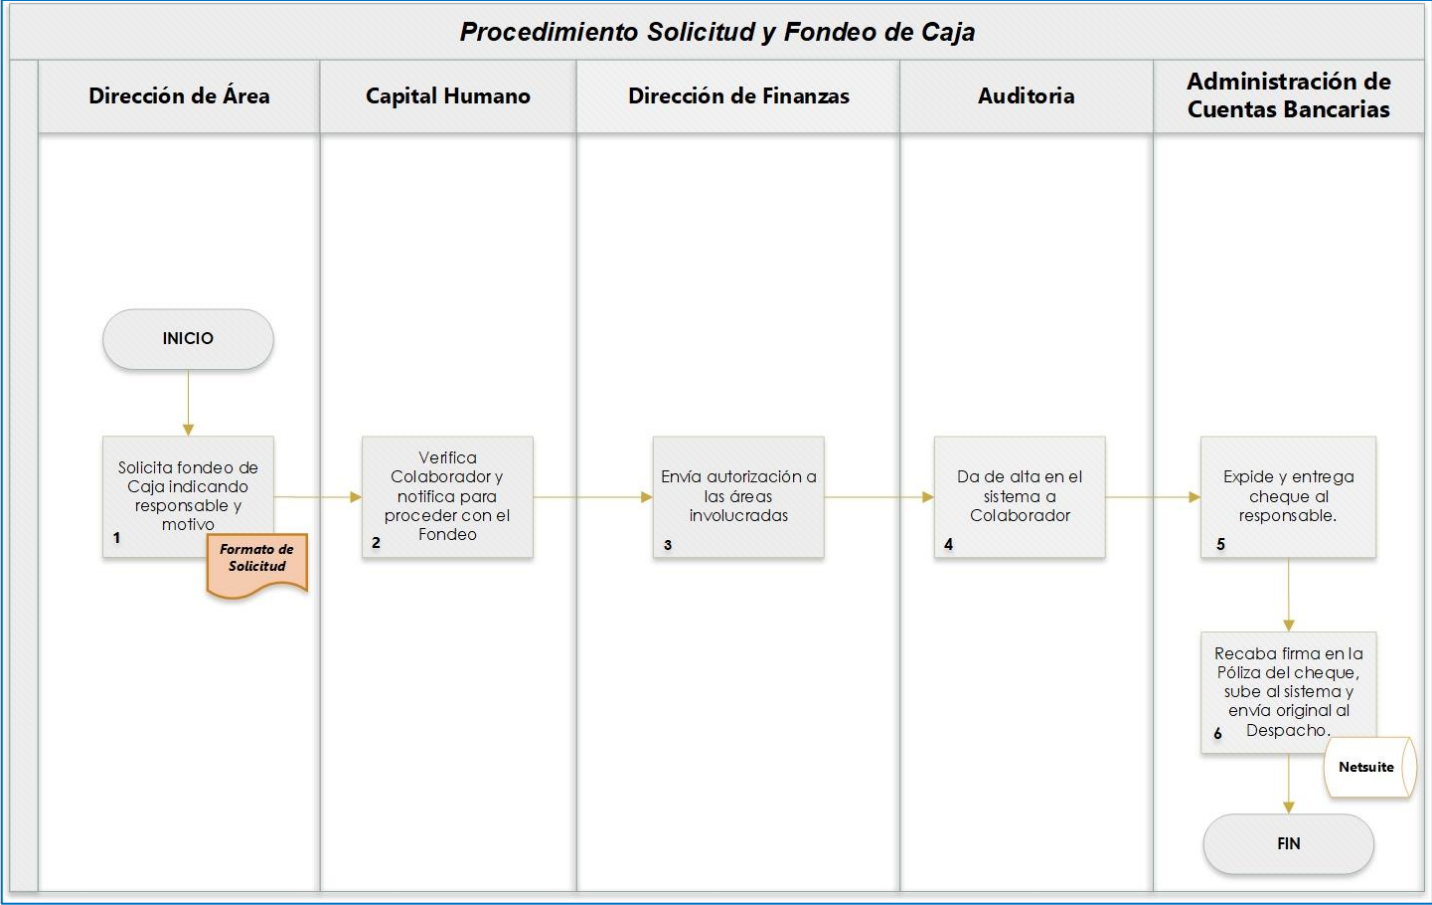 Procedimiento Solicitud y Fondeo de Caja
Dirección de Área
Capital Humano
Dirección de Finanzas
Auditoria
Administración de
Cuentas Bancarias
INICIO
Solicita fondeo de
Caja indicando
responsable y
motivo
1
Formato de
Solicitud
Verifica
Colaborador y
notifica para
proceder con el
Fondeo
2
Envía autorización a
las áreas
involucradas
3
Da de alta en el
sistema a
Colaborador
4
Expide y entrega
cheque al
responsable.
5
Recaba firma en la
Póliza del cheque,
sube al sistema y
envía original al
Despacho.
6
Netsuite
FIN